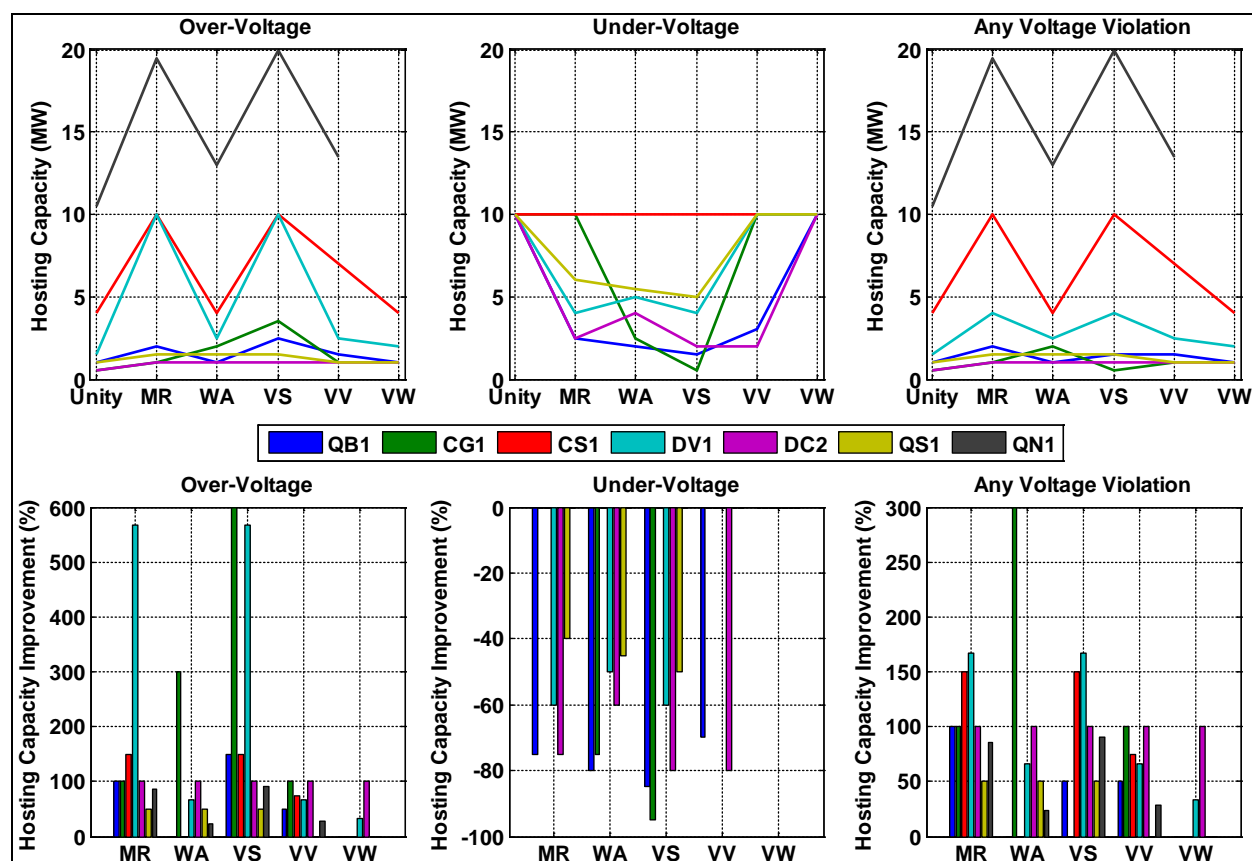 Over-Voltage
Under-Voltage
Any Voltage Violation
Hosting Capacity (MW)
20
15
10
5
0
Unity MR WA VS VV VW
Hosting Capacity (MW)
20
15
10
5
0
Unity MR WA VS VV VW
Hosting Capacity (MW)
20
15
10
5
0
Unity MR WA VS VV VW
QB1 CG1 CS1 DV1 DC2 QS1 QN1
Over-Voltage
Under-Voltage
Any Voltage Violation
Hosting Capacity Improvement (%)
600
500
400
300
200
100
0
MR WA VS VV VW
Hosting Capacity Improvement (%)
0
-20
-40
-60
-80
-100
MR WA VS VV VW
Hosting Capacity Improvement (%)
300
250
200
150
100
50
0
MR WA VS VV VW